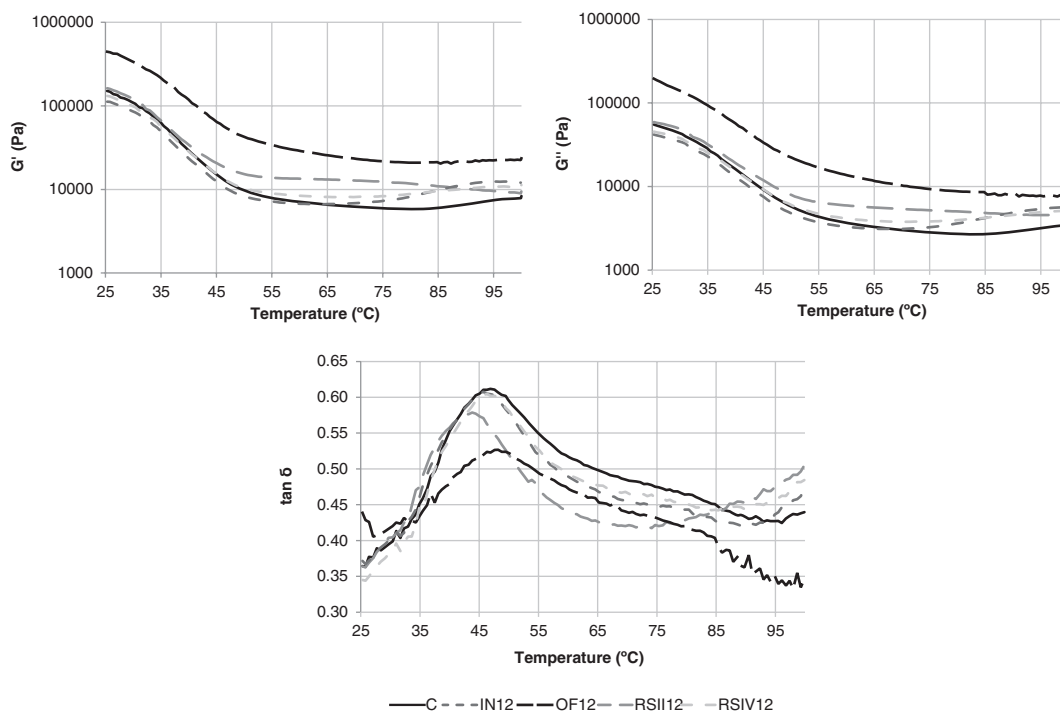 1000000
100000
10000
1000
G' (Pa)
25 35 45 55 65 75 85 95
Temperature (ºC)
1000000
100000
10000
1000
G'' (Pa)
25 35 45 55 65 75 85 95
Temperature (ºC)
0.65
0.60
0.55
0.50
0.45
0.40
0.35
0.30
tan δ
25 35 45 55 65 75 85 95
Temperature (ºC)
C IN12 OF12 RSII12 RSIV12